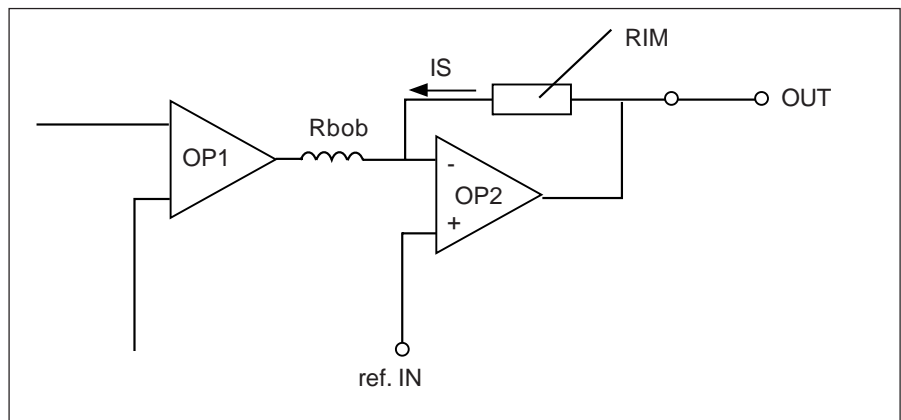 RIM
IS
OUT
Rbob
OP1
-
OP2
+
ref. IN